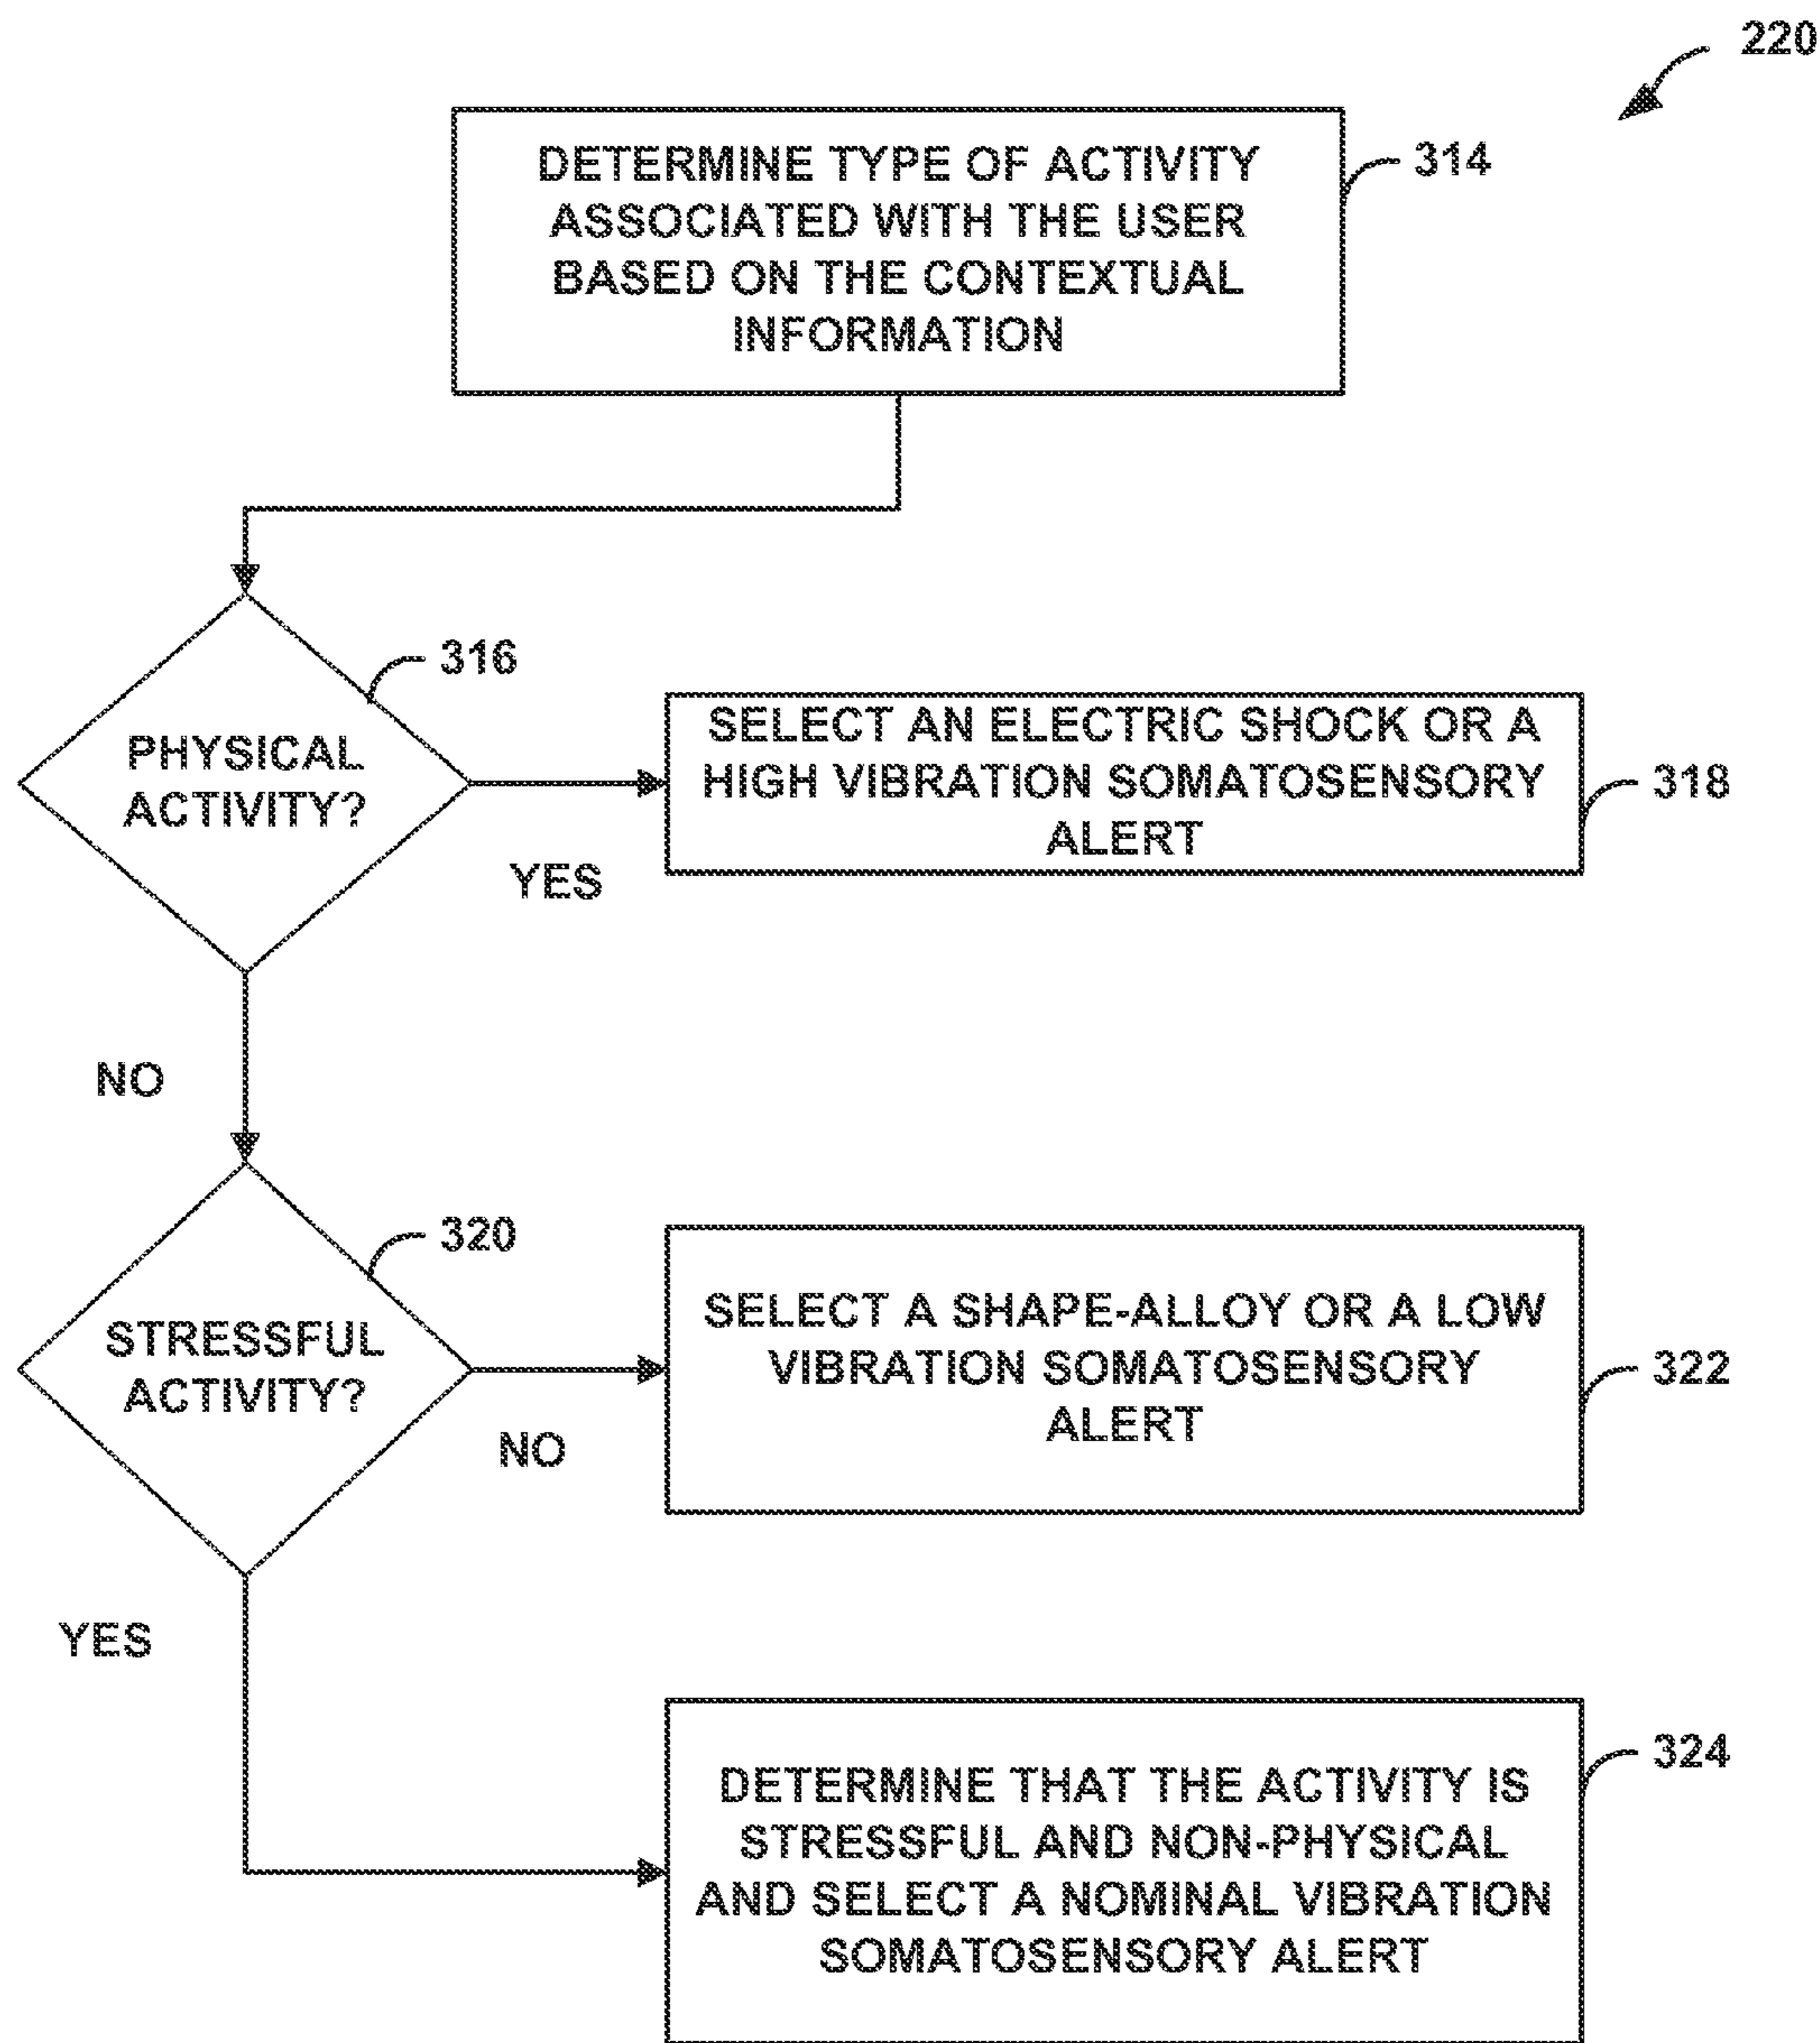 220
DETERMINE TYPE OF ACTIVITY
ASSOCIATED WITH THE USER
BASED ON THE CONTEXTUAL
INFORMATION
314
PHYSICAL
ACTIVITY?
316
YES
SELECT AN ELECTRIC SHOCK OR A
HIGH VIBRATION SOMATOSENSORY
ALERT
318
NO
STRESSFUL
ACTIVITY?
320
NO
SELECT A SHAPE-ALLOY OR A LOW
VIBRATION SOMATOSENSORY
ALERT
322
YES
DETERMINE THAT THE ACTIVITY IS
STRESSFUL AND NON-PHYSICAL
AND SELECT A NOMINAL VIBRATION
SOMATOSENSORY ALERT
324